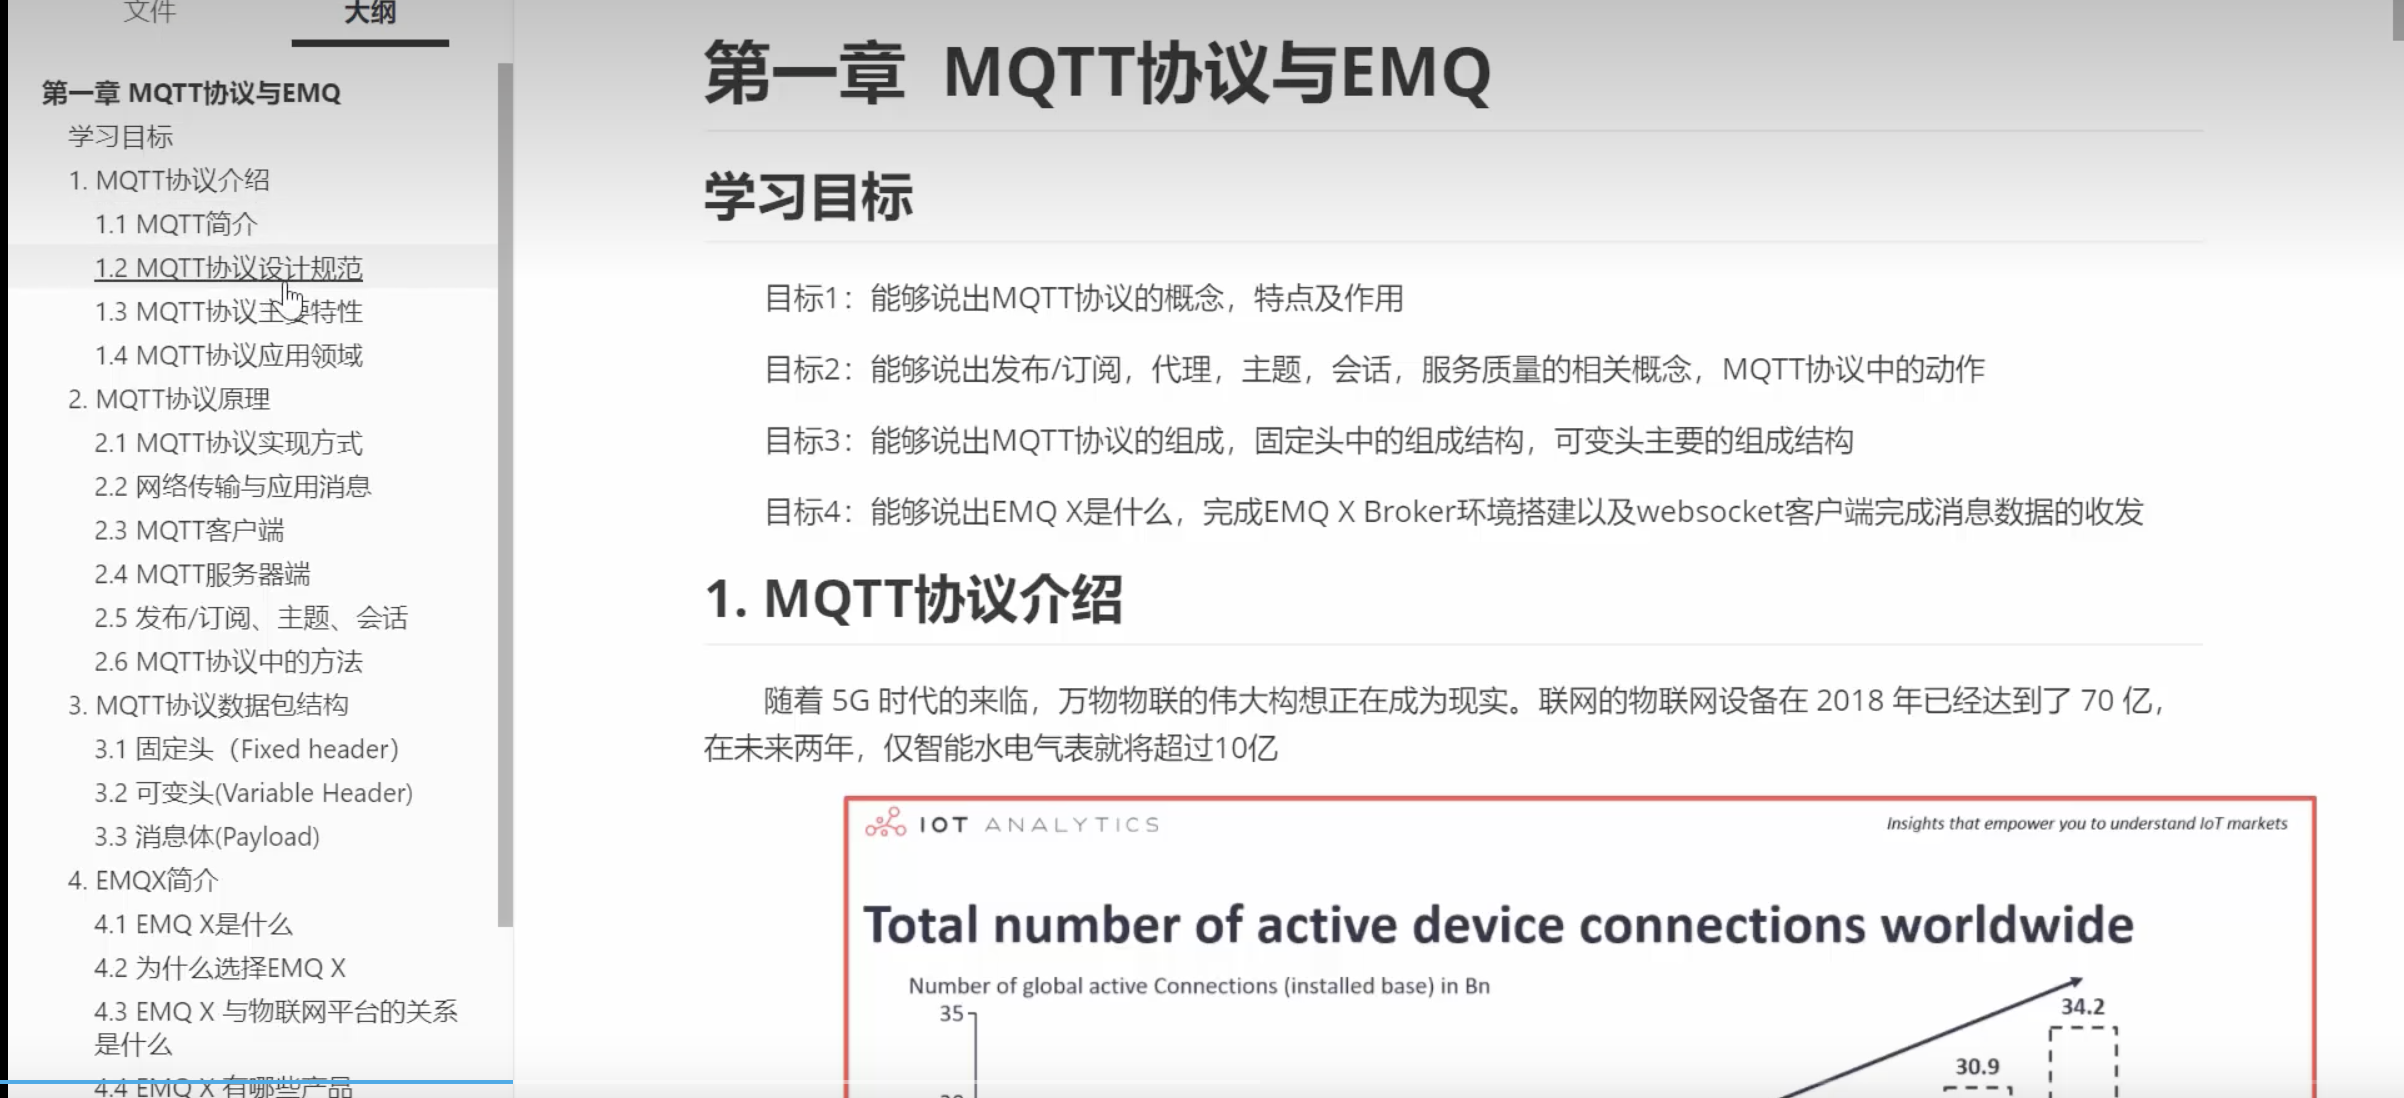 文件
大纲
第一章 MQTT协议与EMQ
学习目标
1. MQTT协议介绍
1.1 MQTT简介
1.2 MQTT协议设计规范
1.3 MQTT协议主要特性
1.4 MQTT协议应用领域
2. MQTT协议原理
2.1 MQTT协议实现方式
2.2 网络传输与应用消息
2.3 MQTT客户端
2.4 MQTT服务器端
2.5 发布/订阅、主题、会话
2.6 MQTT协议中的方法
3. MQTT协议数据包结构
3.1 固定头（Fixed header）
3.2 可变头(Variable Header)
3.3 消息体(Payload)
4. EMQX简介
4.1 EMQ X是什么
4.2 为什么选择EMQ X
4.3 EMQ X 与物联网平台的关系
是什么
4.4 EMQ X 有哪些产品
第一章 MQTT协议与EMQ
学习目标
目标1：能够说出MQTT协议的概念，特点及作用
目标2：能够说出发布/订阅，代理，主题，会话，服务质量的相关概念，MQTT协议中的动作
目标3：能够说出MQTT协议的组成，固定头中的组成结构，可变头主要的组成结构
目标4：能够说出EMQ X是什么，完成EMQ X Broker环境搭建以及websocket客户端完成消息数据的收发
1. MQTT协议介绍
随着 5G 时代的来临，万物物联的伟大构想正在成为现实。联网的物联网设备在 2018 年已经达到了 70 亿，
在未来两年，仅智能水电气表就将超过10亿
IOT ANALYTICS
Insights that empower you to understand IoT markets
Total number of active device connections worldwide
Number of global active Connections (installed base) in Bn
35
34.2
30.9